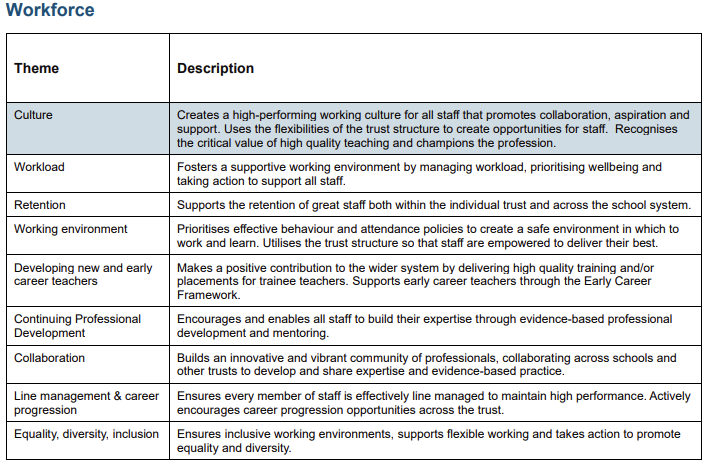 Workforce
Theme
Description
Culture
Creates a high-performing working culture for all staff that promotes collaboration, aspiration and
support. Uses the flexibilities of the trust structure to create opportunities for staff.  Recognises
the critical value of high quality teaching and champions the profession.
Workload
Fosters a supportive working environment by managing workload, prioritising wellbeing and
taking action to support all staff.
Retention
Supports the retention of great staff both within the individual trust and across the school system.
Working environment
Prioritises effective behaviour and attendance policies to create a safe environment in which to
work and learn. Utilises the trust structure so that staff are empowered to deliver their best.
Developing new and early
career teachers
Makes a positive contribution to the wider system by delivering high quality training and/or
placements for trainee teachers. Supports early career teachers through the Early Career
Framework.
Continuing Professional
Development
Encourages and enables all staff to build their expertise through evidence-based professional
development and mentoring.
Collaboration
Builds an innovative and vibrant community of professionals, collaborating across schools and
other trusts to develop and share expertise and evidence-based practice.
Line management & career
progression
Ensures every member of staff is effectively line managed to maintain high performance. Actively
encourages career progression opportunities across the trust.
Equality, diversity, inclusion
Ensures inclusive working environments, supports flexible working and takes action to promote
equality and diversity.